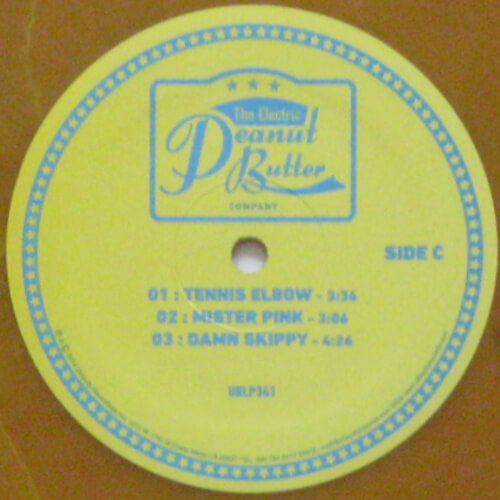 The Electric
Peanut
Butter
COMPANY
SIDE C
01 : TENNIS ELBOW - 3:36
02 : MISTER PINK - 3:06
03 : DAMN SKIPPY - 4:26
URLP341